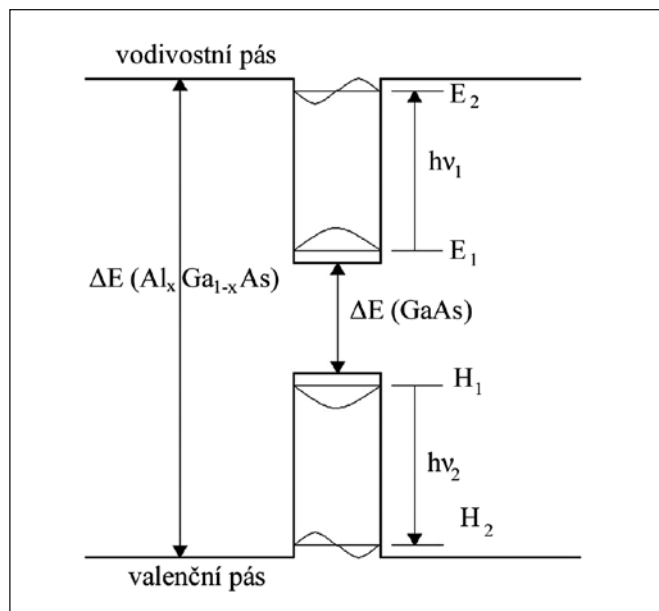 vodivostní pás
E₂
hν₁
E₁
ΔE (AlₓGa₁₋ₓAs)
ΔE (GaAs)
H₁
hν₂
H₂
valenční pás